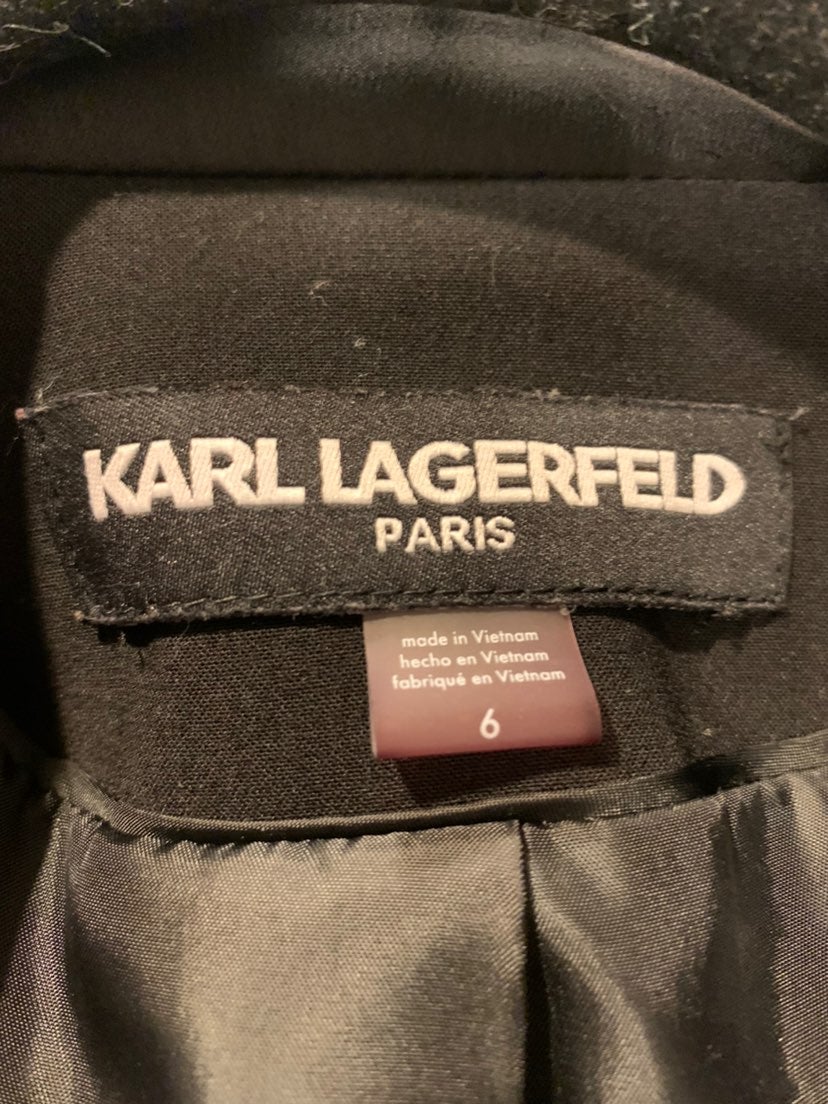 KARL LAGERFELD
PARIS
made in Vietnam
hecho en Vietnam
fabriqué en Vietnam
6